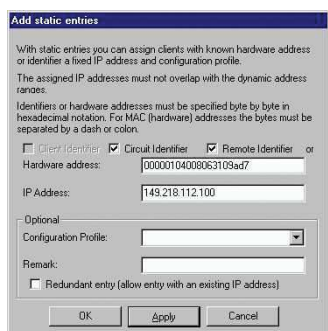 Add static entries
With static entries you can assign clients with known hardware address
or identifier a fixed IP address and configuration profile.
The assigned IP addresses must not overlap with the dynamic address
ranges.
Identifiers or hardware addresses must be specified byte by byte in
hexadecimal notation. For MAC (hardware) addresses the bytes must be
separated by a dash or colon.
Client Identifier Circuit Identifier Remote Identifier or
Hardware address: 00000104008063109ad7
IP Address: 149.218.112.100
Optional
Configuration Profile:
Remark:
Redundant entry (allow entry with an existing IP address)
OK Apply Cancel